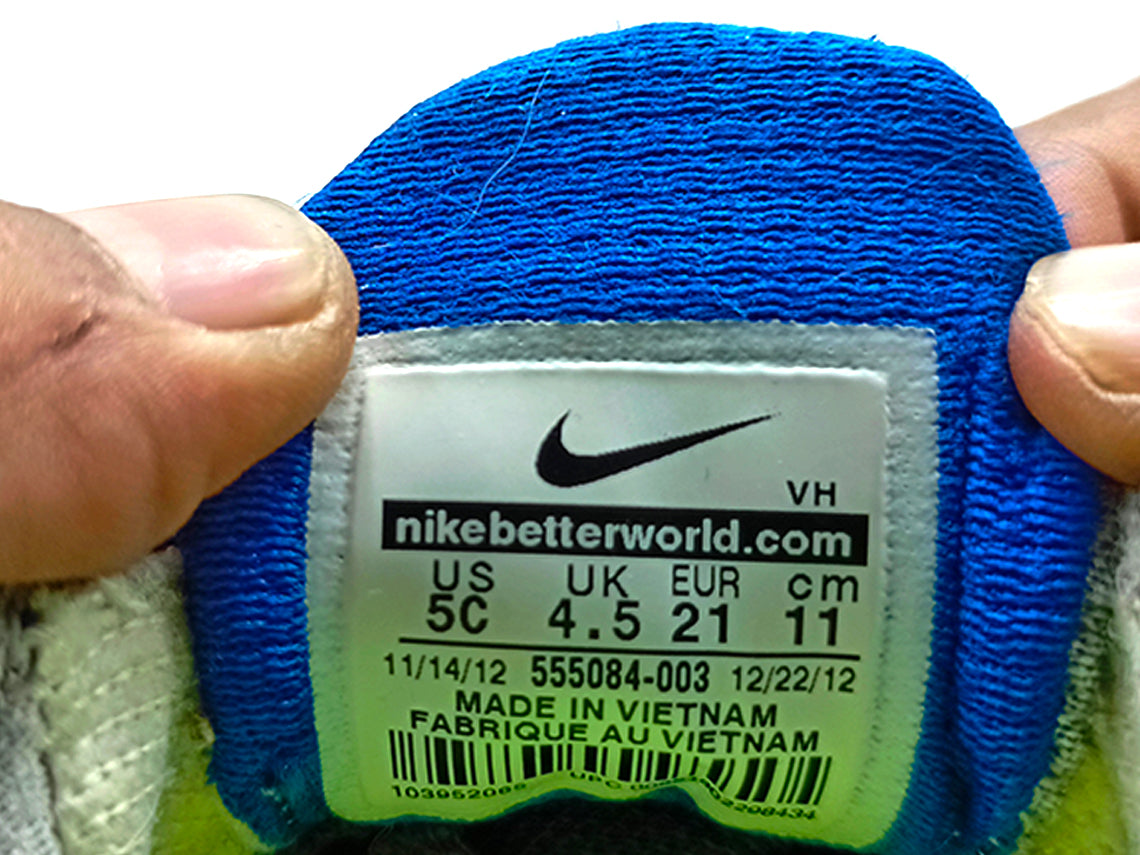 VH
nikebetterworld.com
US UK EUR cm
5C 4.5 21 11
11/14/12 555084-003 12/22/12
MADE IN VIETNAM
FABRIQUE AU VIETNAM
UPC